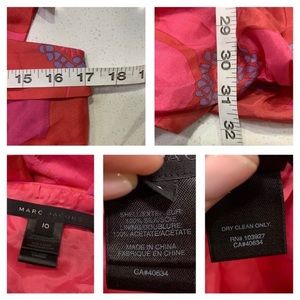 15 16 17 18
29
30
31
32
MARC JACOBS
10
AC
SHELL/EXTERIEUR:
100% SILK/SOIE
LINING/DOUBLURE:
100% ACETATE/ACETATE
MADE IN CHINA
FABRIQUE EN CHINE
CA#40634
DRY CLEAN ONLY
RN# 103927
CA#40634